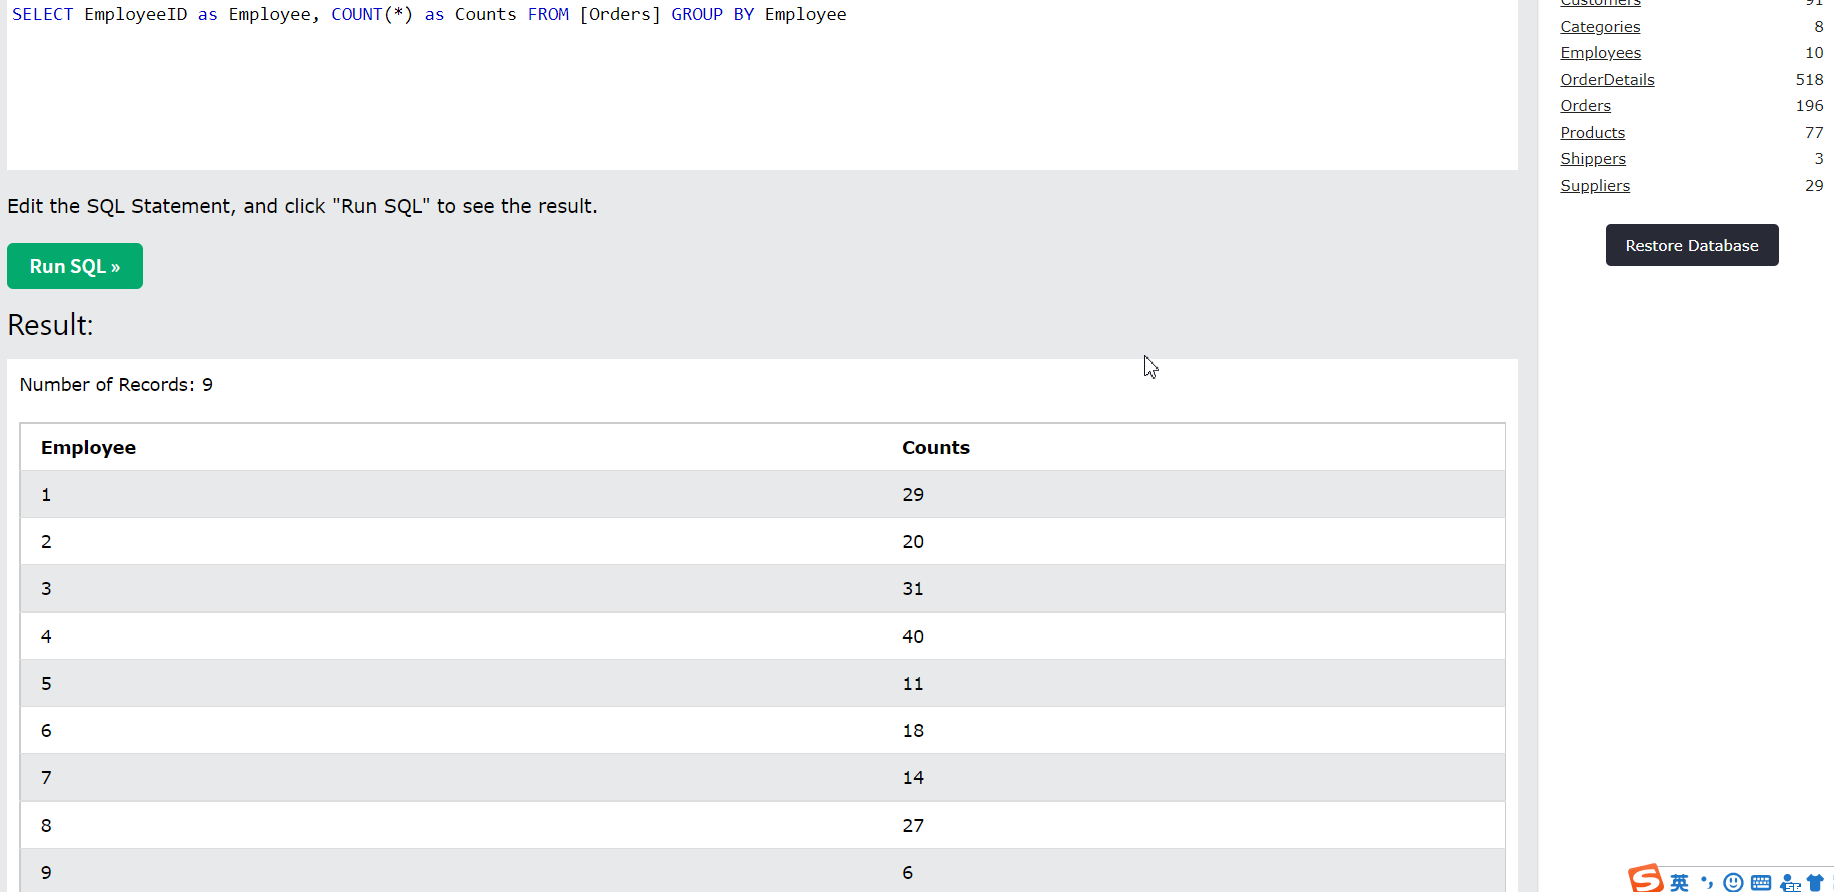 SELECT EmployeeID as Employee, COUNT(*) as Counts FROM [Orders] GROUP BY Employee
Customers 91
Categories 8
Employees 10
OrderDetails 518
Orders 196
Products 77
Shippers 3
Suppliers 29
Restore Database
Edit the SQL Statement, and click "Run SQL" to see the result.
Run SQL »
Result:
Number of Records: 9
Employee Counts
1 29
2 20
3 31
4 40
5 11
6 18
7 14
8 27
9 6
S 英